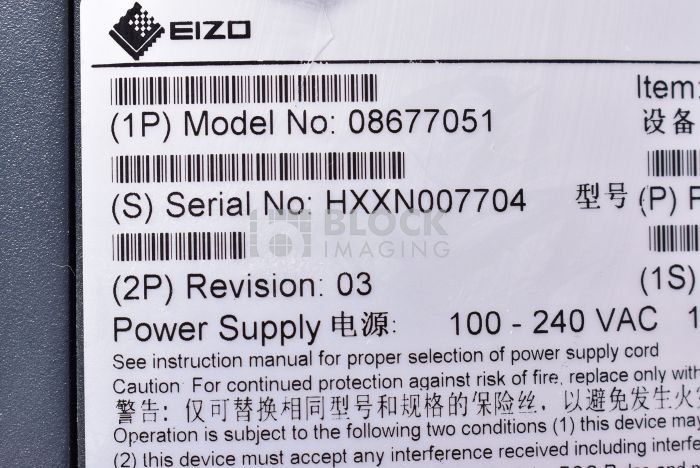 EIZO
Item:
(1P) Model No: 08677051
设备
(S) Serial No: HXXN007704
型号 (P) P
BLOCK
IMAGING
(2P) Revision: 03
(1S)
Power Supply 电源: 100 - 240 VAC 1
See instruction manual for proper selection of power supply cord
Caution: For continued protection against risk of fire, replace only with
警告: 仅可替换相同型号和规格的保险丝, 以避免发生火
Operation is subject to the following two conditions (1) this device may
(2) this device must accept any interference received including interfe